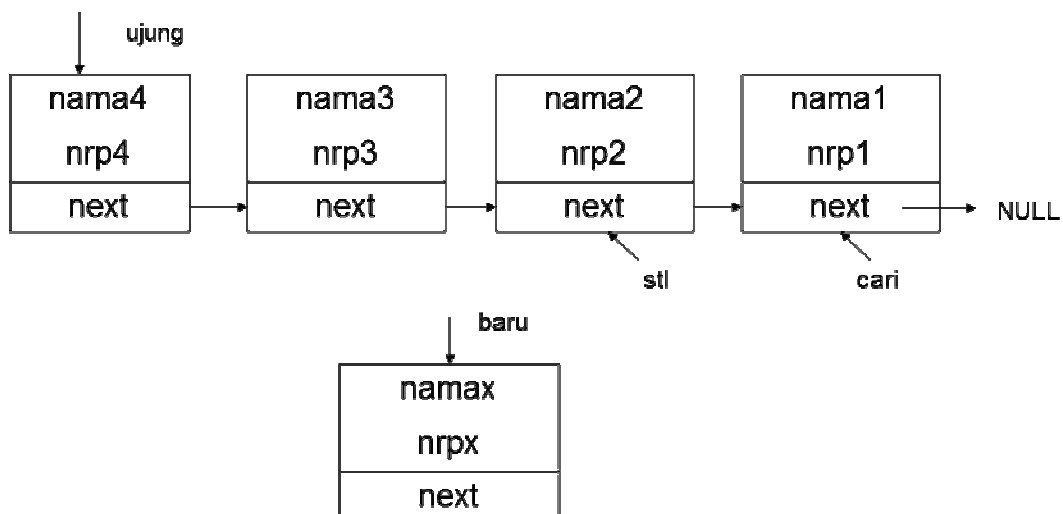 ujung
nama4 nama3 nama2 nama1
nrp4 nrp3 nrp2 nrp1
next next next next NULL
stl cari
baru
namax
nrpx
next